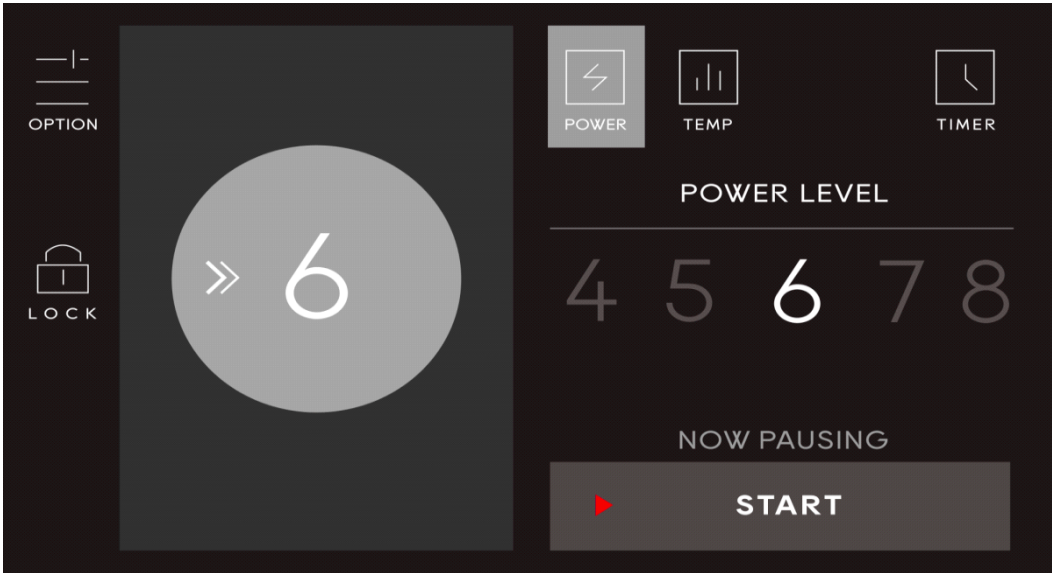 OPTION
LOCK
6
POWER
TEMP
TIMER
POWER LEVEL
4 5 6 7 8
NOW PAUSING
START